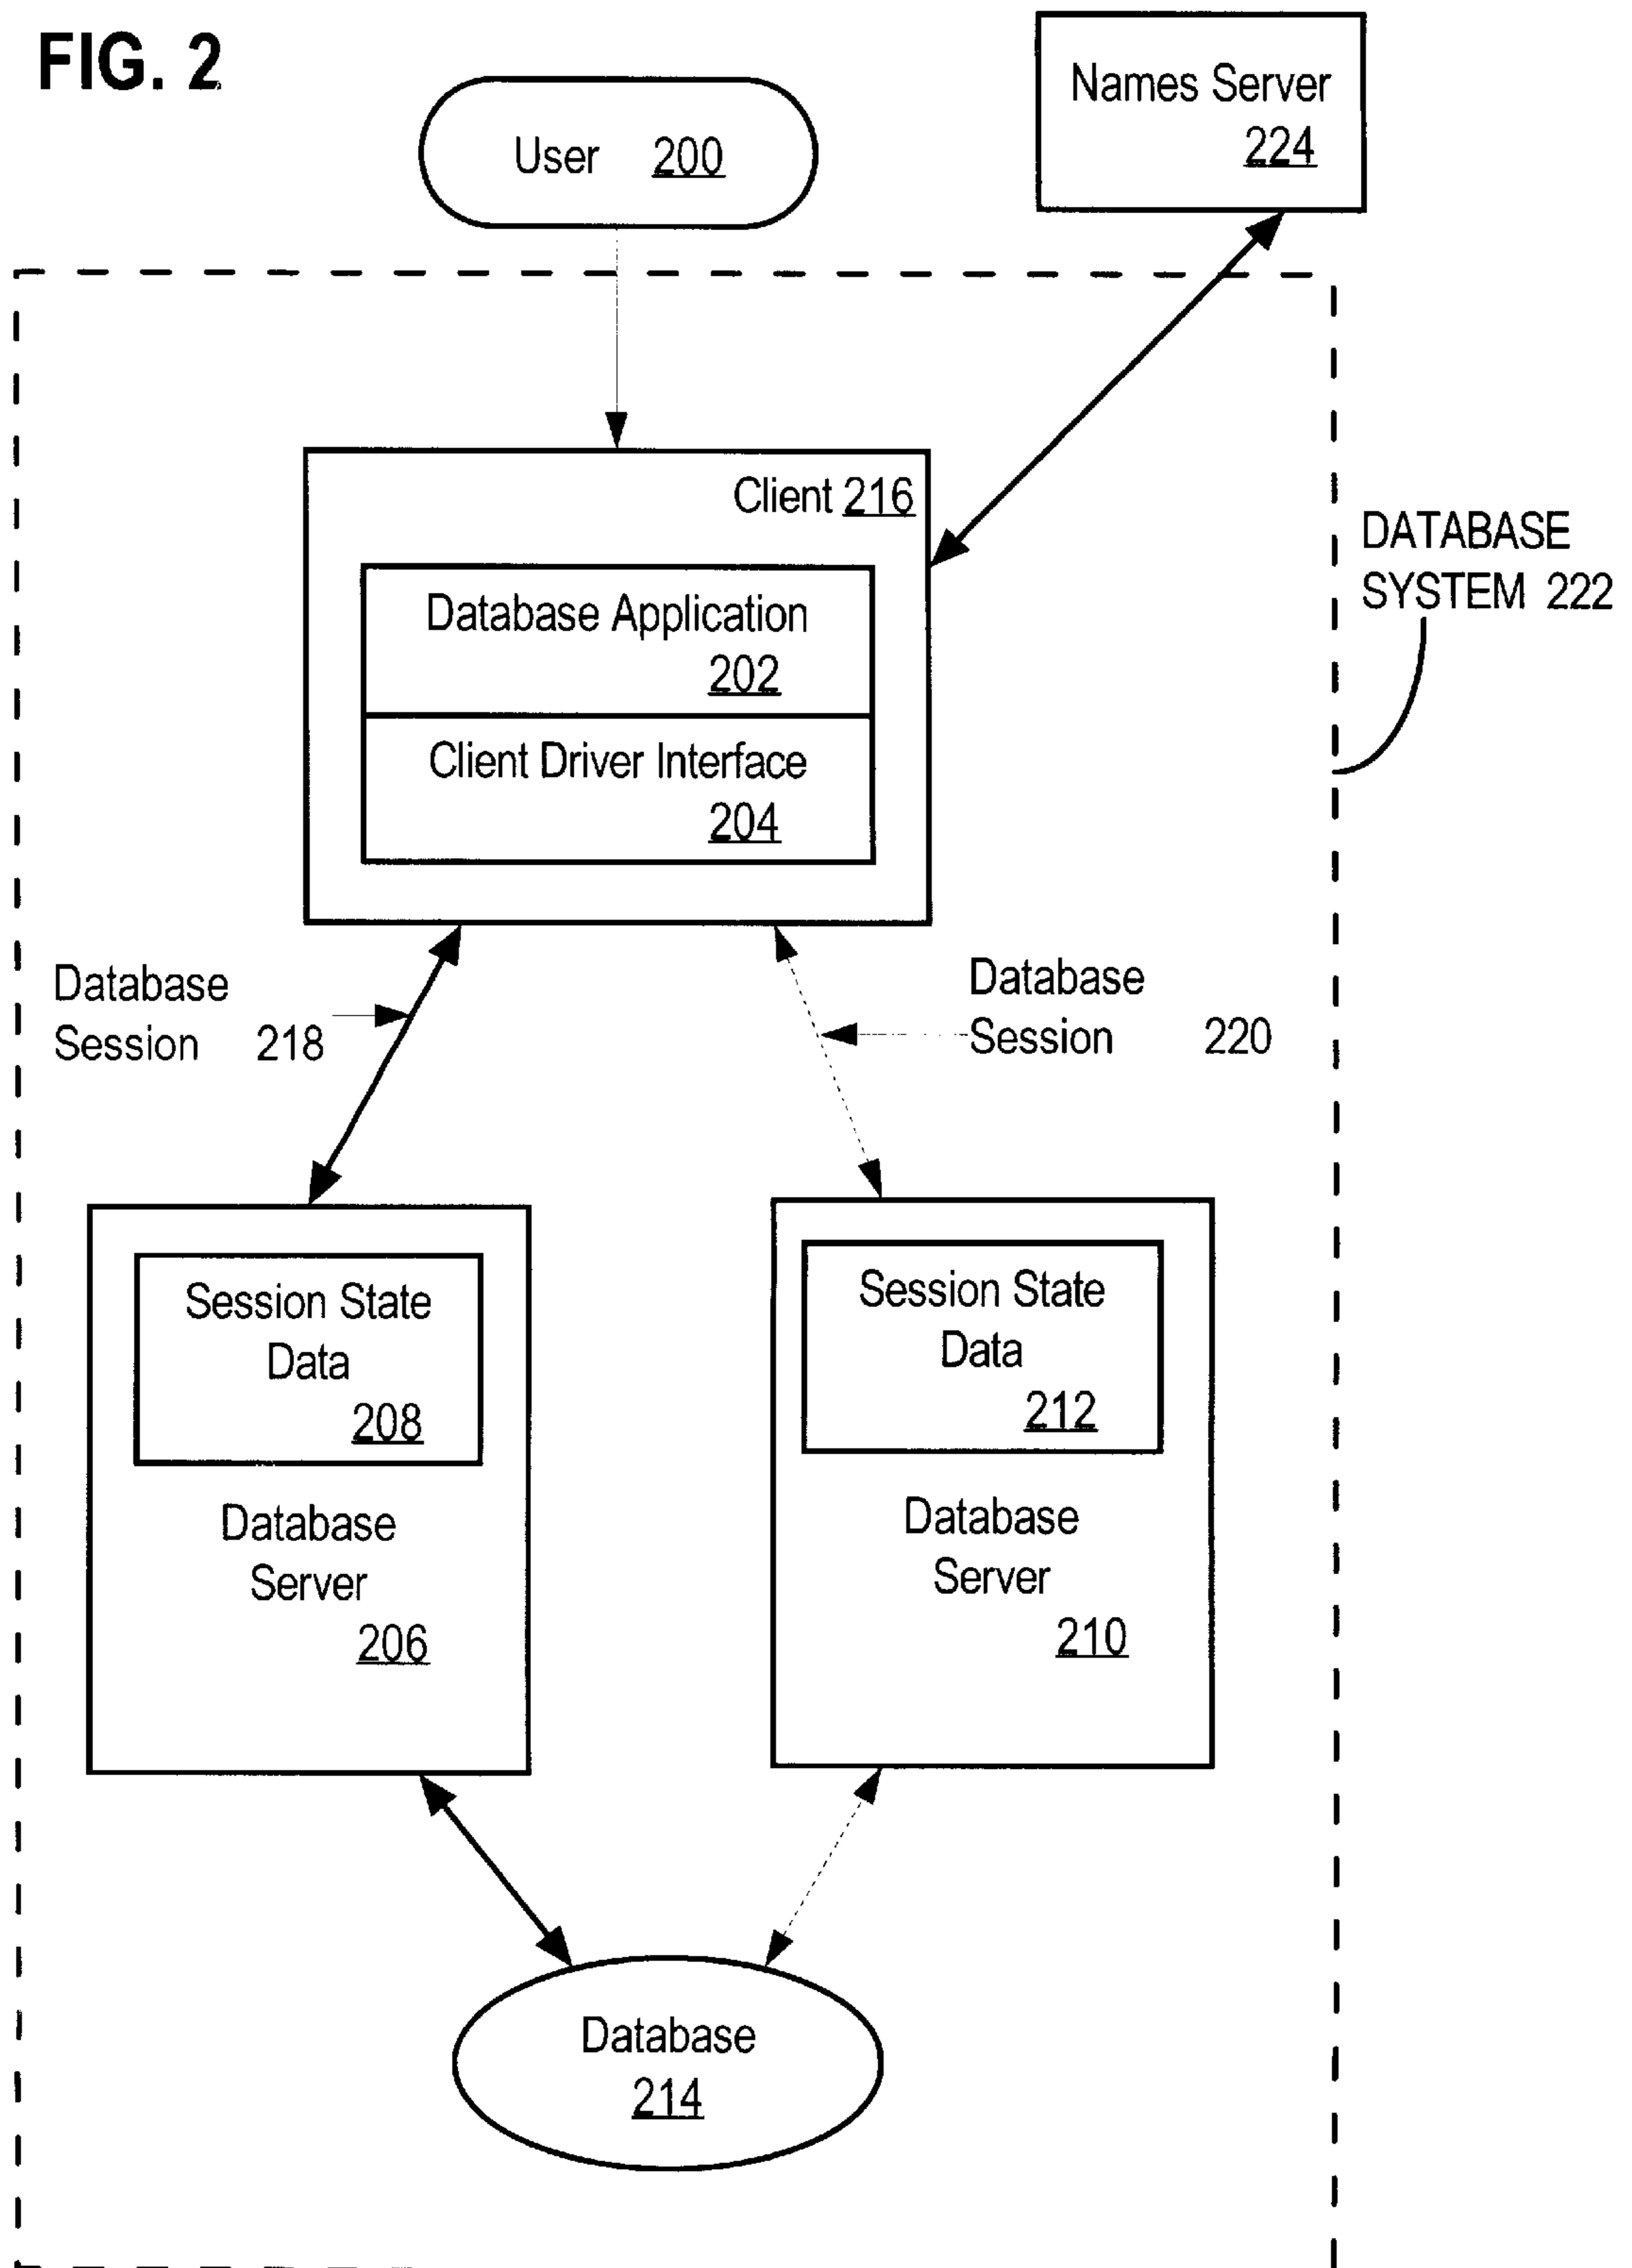 FIG. 2
Names Server
224
User 200
Client 216
DATABASE
SYSTEM 222
Database Application
202
Client Driver Interface
204
Database
Session 218
Database
Session 220
Session State
Data
208
Database
Server
206
Session State
Data
212
Database
Server
210
Database
214